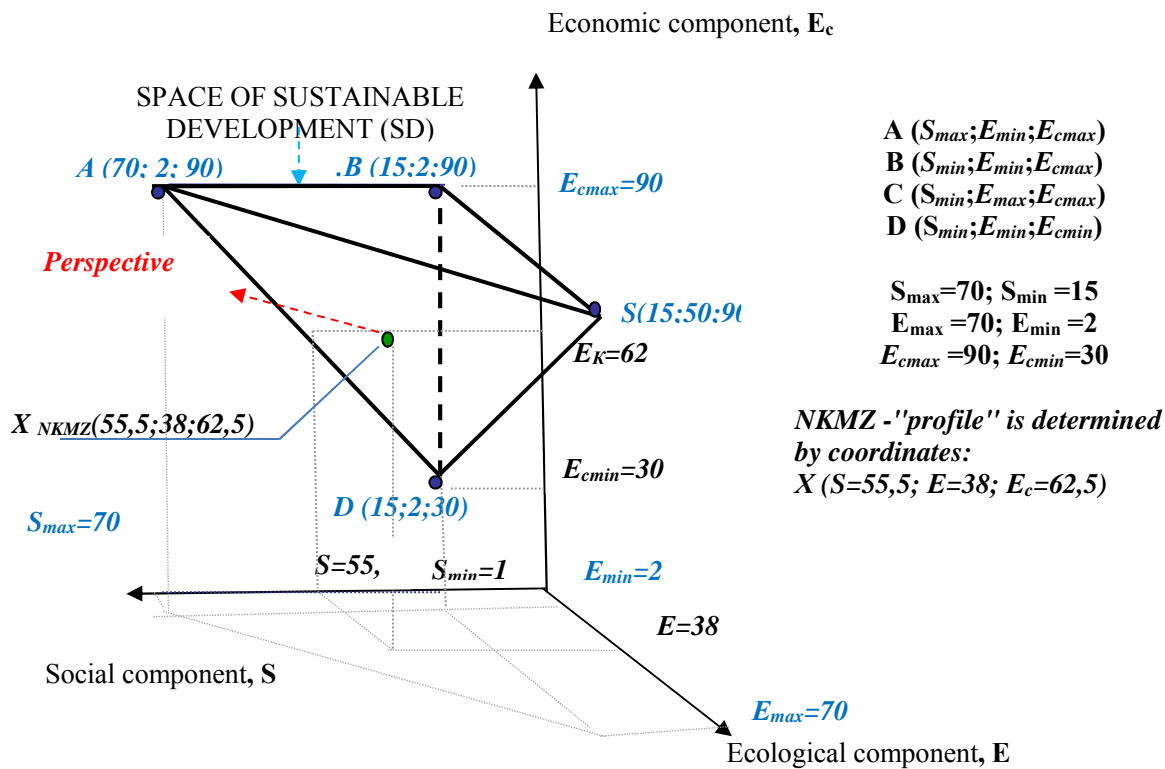 Economic component, Ec
SPACE OF SUSTAINABLE
DEVELOPMENT (SD)
A (70; 2; 90)
.B (15;2;90)
Ecmax=90
A (Smax;Emin;Ecmax)
B (Smin;Emin;Ecmax)
C (Smin;Emax;Ecmax)
D (Smin;Emin;Ecmin)
Perspective
S(15;50;90
Smax=70; Smin =15
Emax =70; Emin =2
Ecmax =90; Ecmin=30
EK=62
X NKMZ(55,5;38;62,5)
NKMZ -"profile" is determined
by coordinates:
X (S=55,5; E=38; Ec=62,5)
Ecmin=30
D (15;2;30)
Smax=70
S=55,
Smin=1
Emin=2
E=38
Social component, S
Emax=70
Ecological component, E